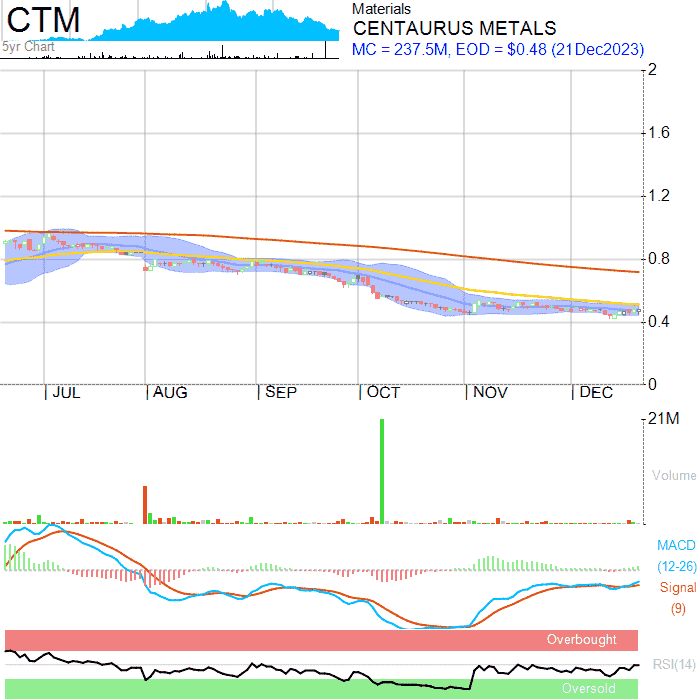 CTM
5yr Chart
Materials
CENTAURUS METALS
MC = 237.5M, EOD = $0.48 (21Dec2023)
2
1.6
1.2
0.8
0.4
0
JUL AUG SEP OCT NOV DEC
21M
Volume
MACD
(12-26)
Signal
(9)
Overbought
RSI(14)
Oversold